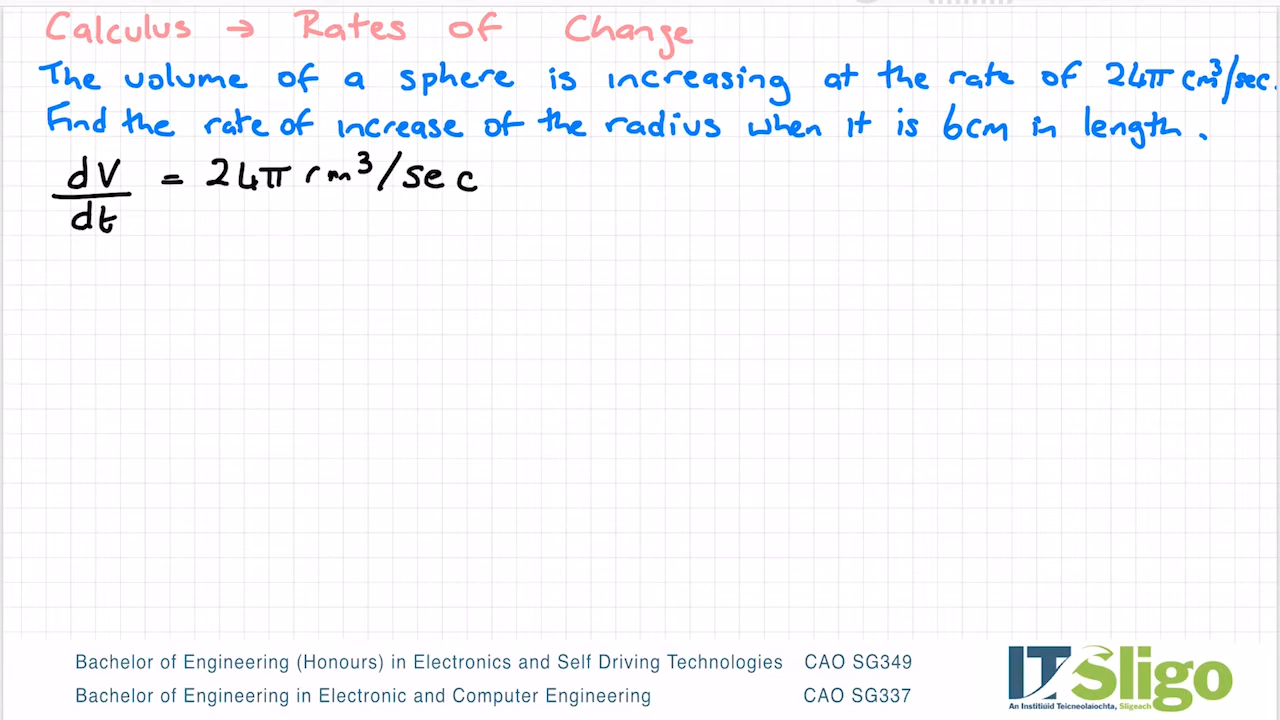 Calculus → Rates of Change
The volume of a sphere is increasing at the rate of 24π cm³/sec.
Find the rate of increase of the radius when it is 6cm in length.
dV/dt = 24π cm³/sec
Bachelor of Engineering (Honours) in Electronics and Self Driving Technologies CAO SG349
Bachelor of Engineering in Electronic and Computer Engineering CAO SG337
IT Sligo
An Institiúid Teicneolaíochta, Sligeach